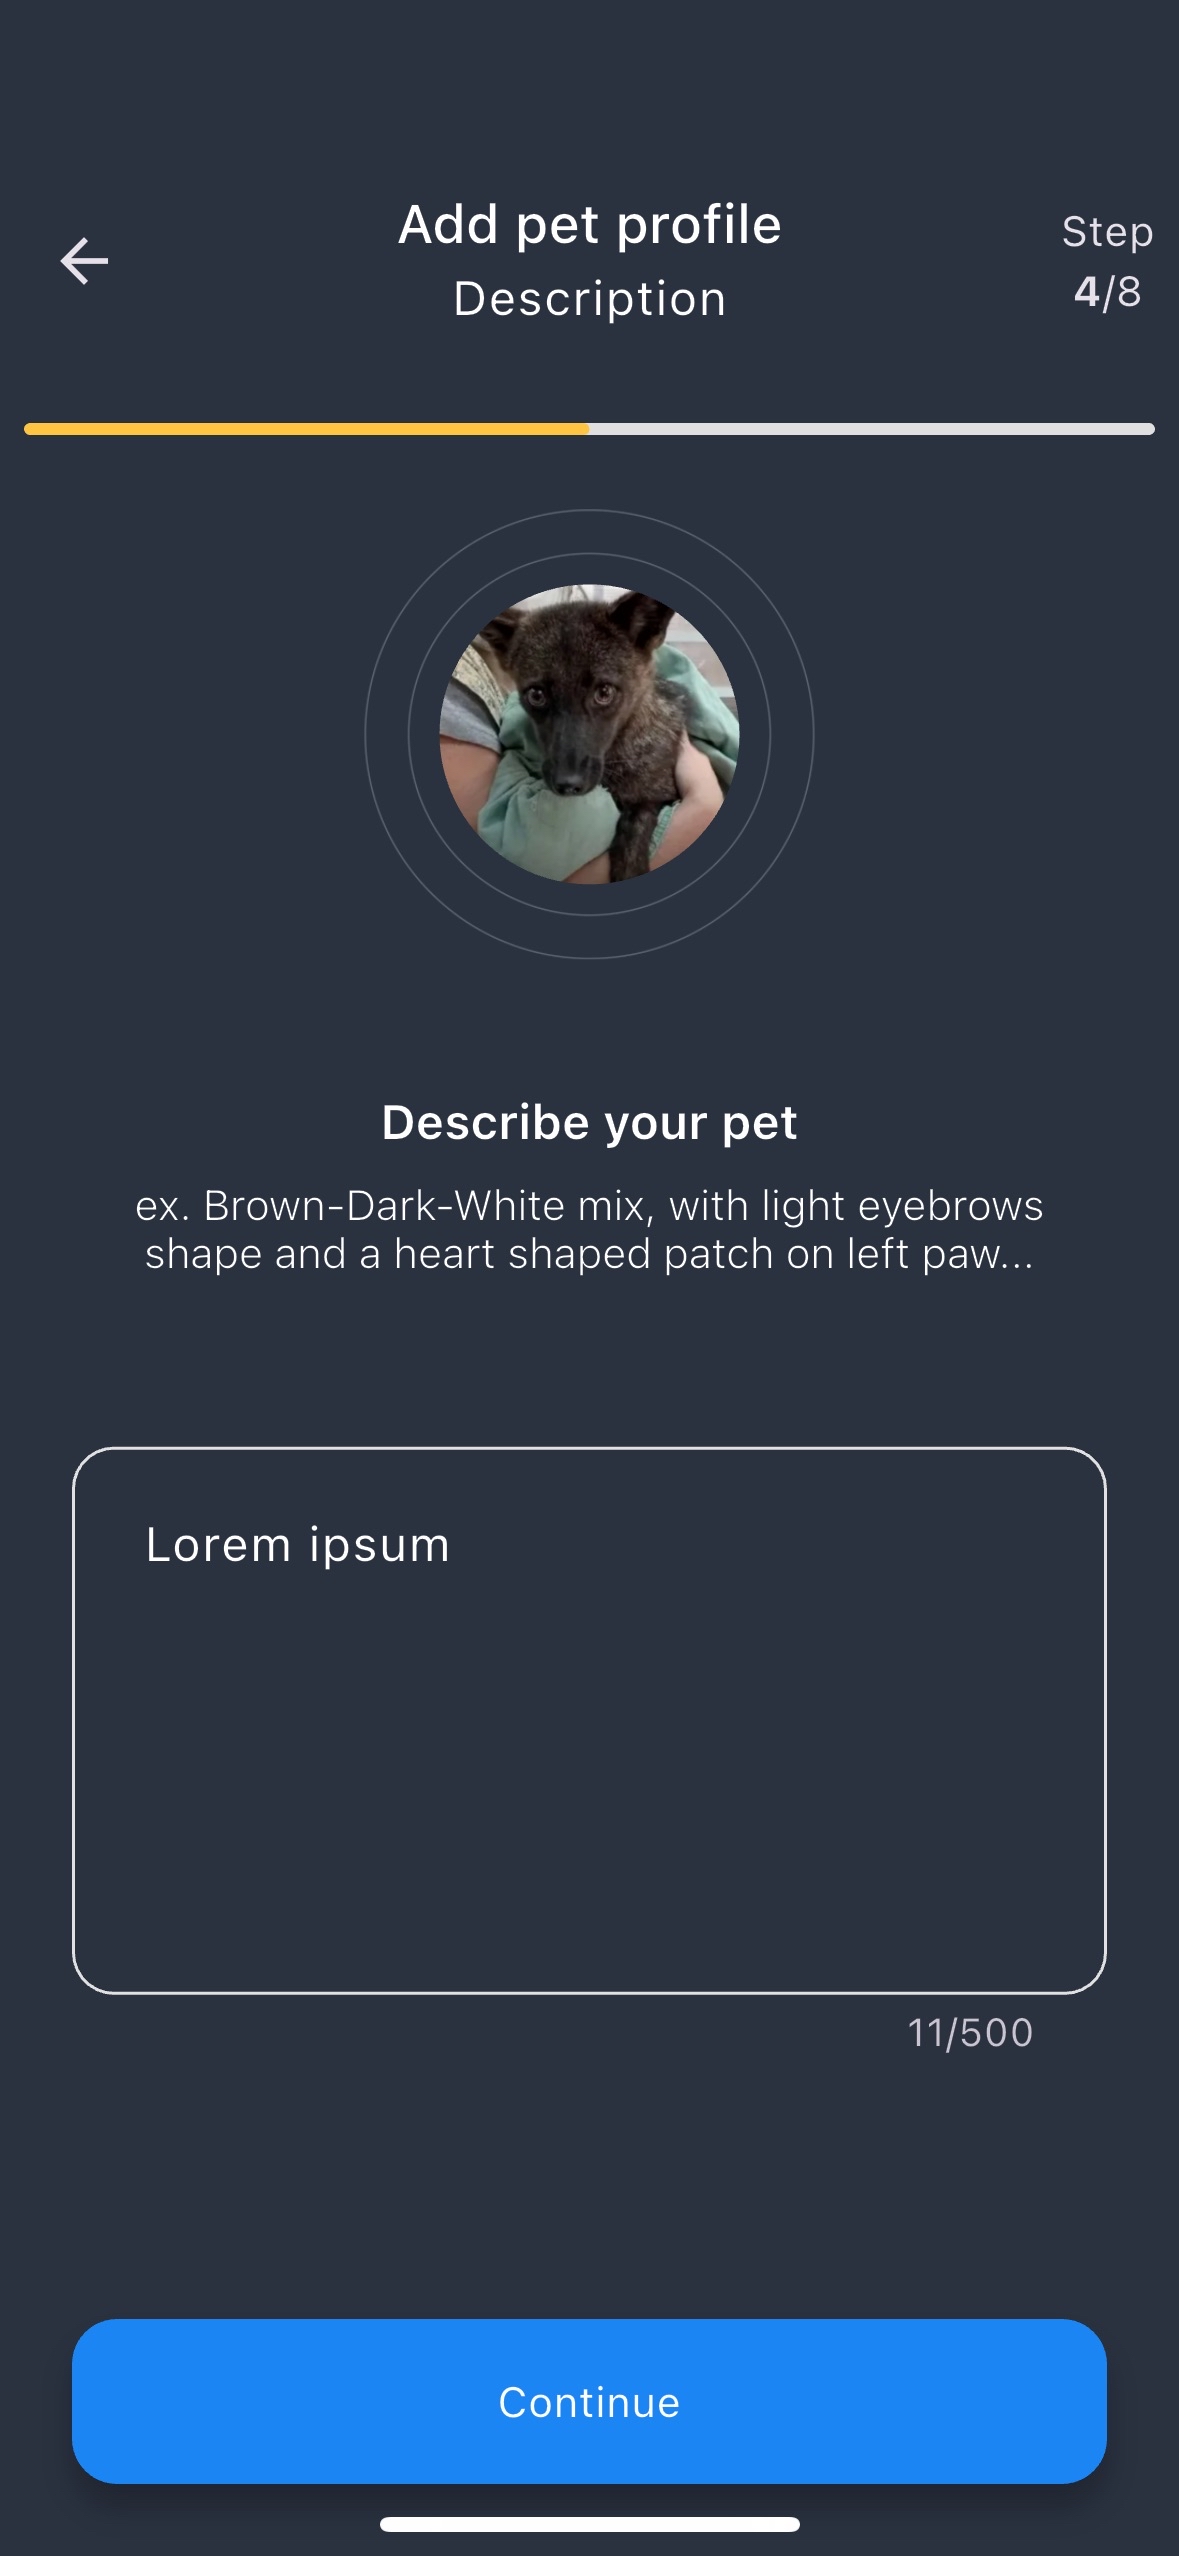 Add pet profile
Description
Step
4/8
Describe your pet
ex. Brown-Dark-White mix, with light eyebrows
shape and a heart shaped patch on left paw...
Lorem ipsum
11/500
Continue